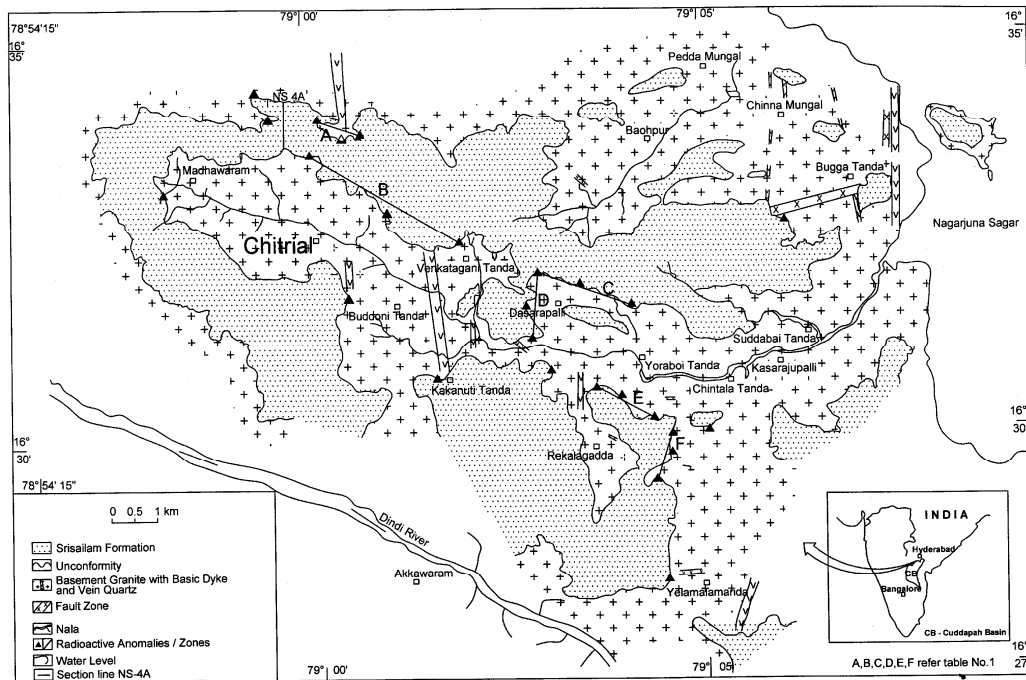 79° 00'
79° 05'
78° 54' 15"
16° 35'
16° 35'
Pedda Mungal
NS 4A'
Chinna Mungal
A
Baohpur
Madhawaram
Bugga Tanda
B
Nagarjuna Sagar
Chitrial
Venkatagani Tanda
C
D
Buddoni Tanda
Dasarapalli
Suddabai Tanda
Yoraboi Tanda
Kasarajupalli
Kakanuti Tanda
Chintala Tanda
E
16° 30'
F
Rekalagadda
16° 30'
78° 54' 15"
0 0.5 1 km
Dindi River
INDIA
Hyderabad
CB
Bangalore
CB - Cuddapah Basin
Srisailam Formation
Unconformity
Basement Granite with Basic Dyke and Vein Quartz
Fault Zone
Nala
Radioactive Anomalies / Zones
Water Level
Section line NS-4A
Akkawaram
Yelamalamanda
79° 00'
79° 05'
A,B,C,D,E,F refer table No.1
16° 27'